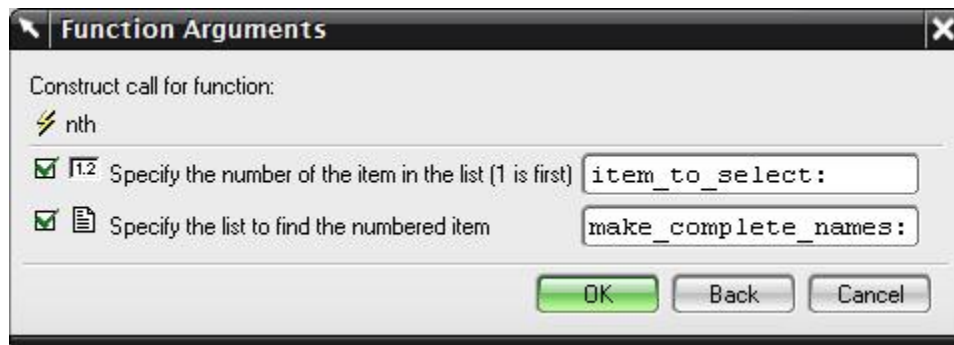 Function Arguments
Construct call for function:
nth
1.2 Specify the number of the item in the list (1 is first) item_to_select:
Specify the list to find the numbered item make_complete_names:
OK Back Cancel